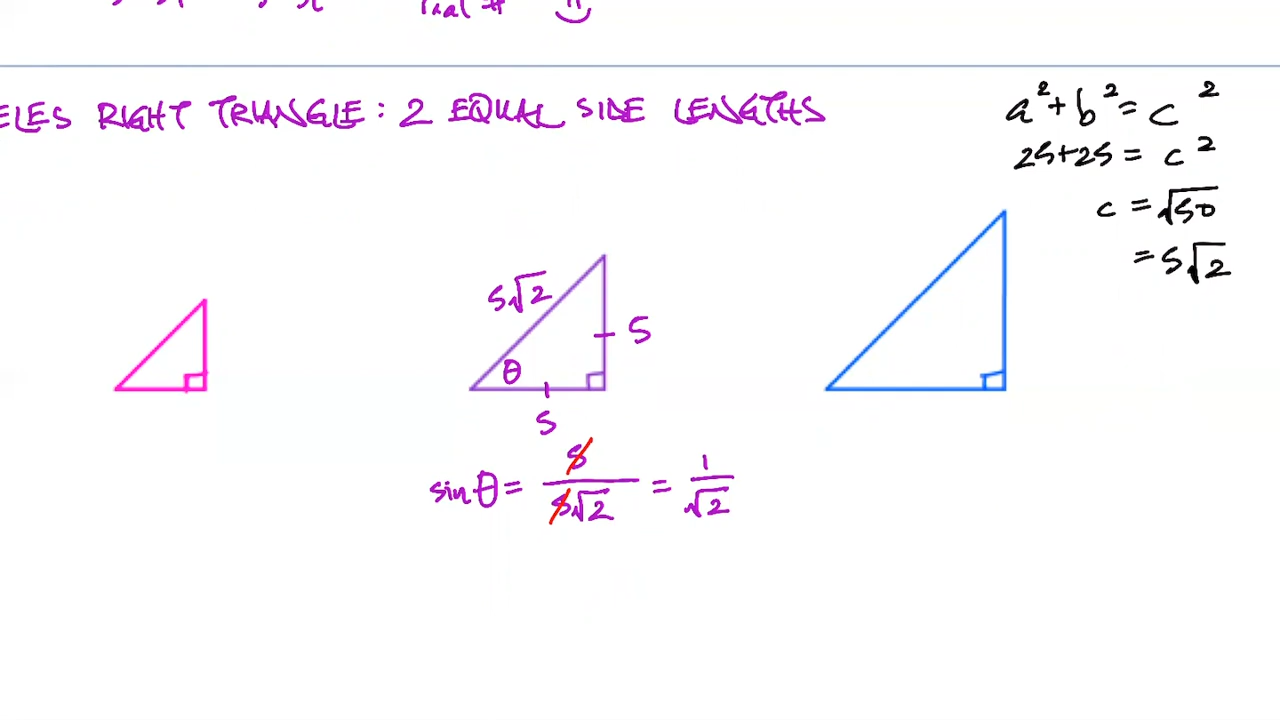 ELES RIGHT TRIANGLE: 2 EQUAL SIDE LENGTHS
a² + b² = c²
25+25 = c²
c = √50
= 5√2
5√2
5
θ
5
sin θ = 5/5√2 = 1/√2